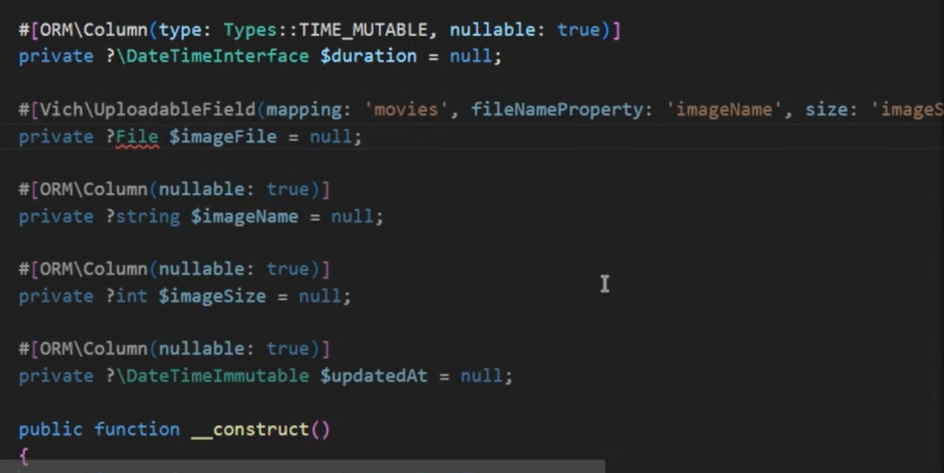 #[ORM\Column(type: Types::TIME_MUTABLE, nullable: true)]
private ?\DateTimeInterface $duration = null;
#[Vich\UploadableField(mapping: 'movies', fileNameProperty: 'imageName', size: 'imageS
private ?File $imageFile = null;
#[ORM\Column(nullable: true)]
private ?string $imageName = null;
#[ORM\Column(nullable: true)]
private ?int $imageSize = null;
#[ORM\Column(nullable: true)]
private ?\DateTimeImmutable $updatedAt = null;
public function __construct()
{